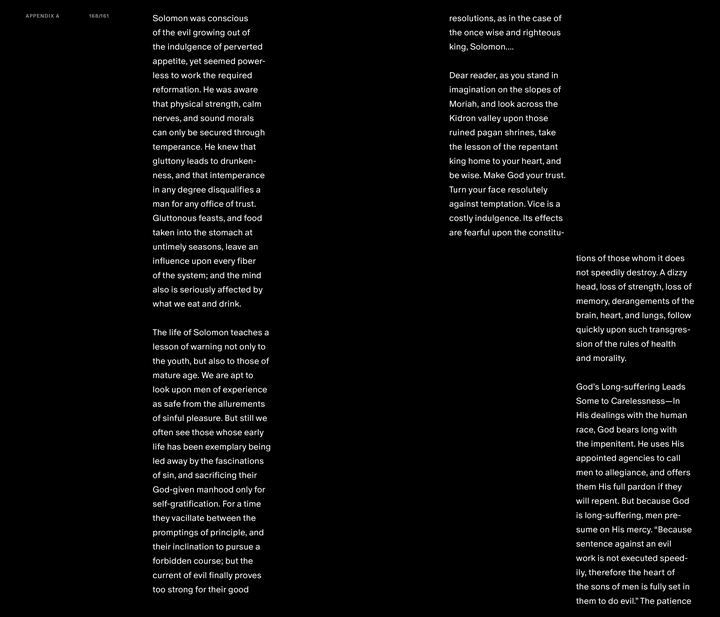 APPENDIX A
168/161
Solomon was conscious
of the evil growing out of
the indulgence of perverted
appetite, yet seemed power-
less to work the required
reformation. He was aware
that physical strength, calm
nerves, and sound morals
can only be secured through
temperance. He knew that
gluttony leads to drunken-
ness, and that intemperance
in any degree disqualifies a
man for any office of trust.
Gluttonous feasts, and food
taken into the stomach at
untimely seasons, leave an
influence upon every fiber
of the system; and the mind
also is seriously affected by
what we eat and drink.
The life of Solomon teaches a
lesson of warning not only to
the youth, but also to those of
mature age. We are apt to
look upon men of experience
as safe from the allurements
of sinful pleasure. But still we
often see those whose early
life has been exemplary being
led away by the fascinations
of sin, and sacrificing their
God-given manhood only for
self-gratification. For a time
they vacillate between the
promptings of principle, and
their inclination to pursue a
forbidden course; but the
current of evil finally proves
too strong for their good
resolutions, as in the case of
the once wise and righteous
king, Solomon....
Dear reader, as you stand in
imagination on the slopes of
Moriah, and look across the
Kidron valley upon those
ruined pagan shrines, take
the lesson of the repentant
king home to your heart, and
be wise. Make God your trust.
Turn your face resolutely
against temptation. Vice is a
costly indulgence. Its effects
are fearful upon the constitu-
tions of those whom it does
not speedily destroy. A dizzy
head, loss of strength, loss of
memory, derangements of the
brain, heart, and lungs, follow
quickly upon such transgres-
sion of the rules of health
and morality.
God's Long-suffering Leads
Some to Carelessness—In
His dealings with the human
race, God bears long with
the impenitent. He uses His
appointed agencies to call
men to allegiance, and offers
them His full pardon if they
will repent. But because God
is long-suffering, men pre-
sume on His mercy. "Because
sentence against an evil
work is not executed speed-
ily, therefore the heart of
the sons of men is fully set in
them to do evil." The patience